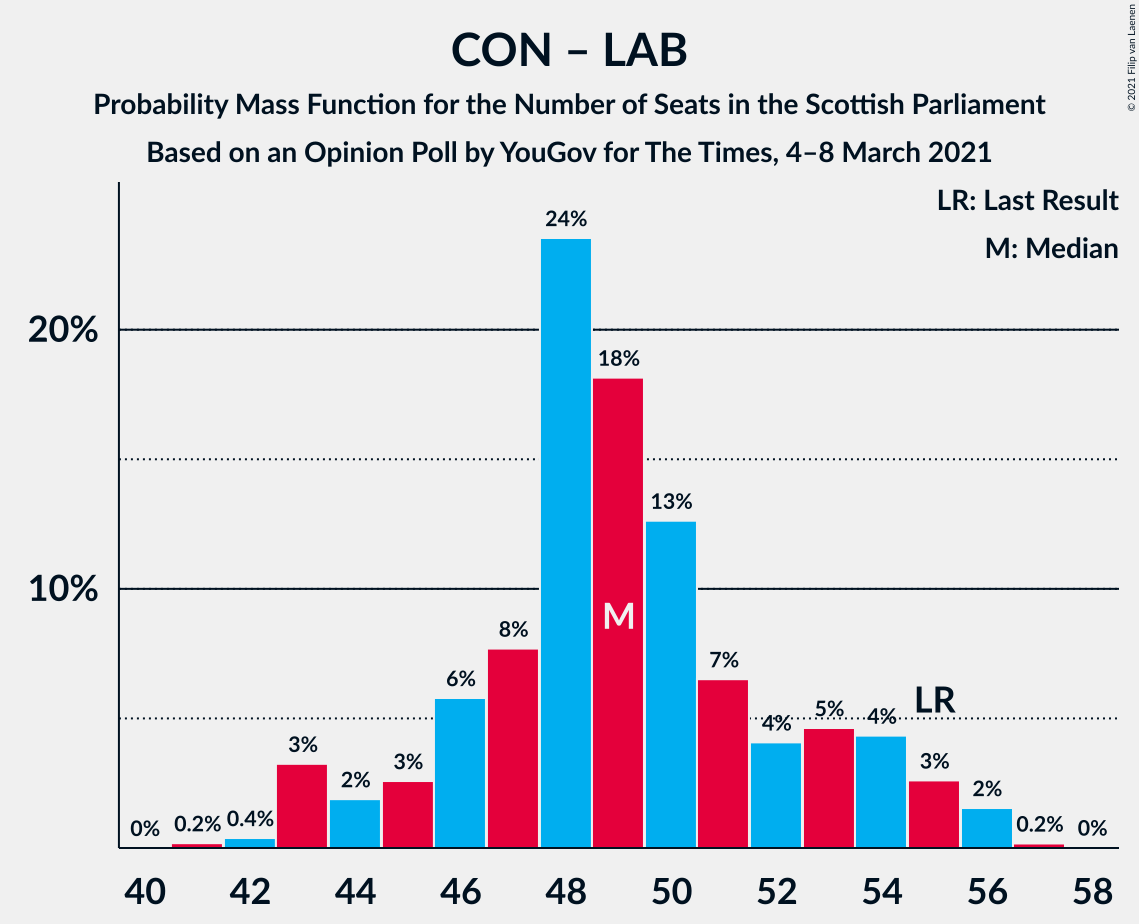 CON – LAB
Probability Mass Function for the Number of Seats in the Scottish Parliament
Based on an Opinion Poll by YouGov for The Times, 4–8 March 2021
© 2021 Filip van Laenen
LR: Last Result
M: Median
20%
10%
0%
0.2%
0.4%
3%
2%
3%
6%
8%
24%
18%
M
13%
7%
4%
5%
4%
LR
3%
2%
0.2%
0%
40 42 44 46 48 50 52 54 56 58